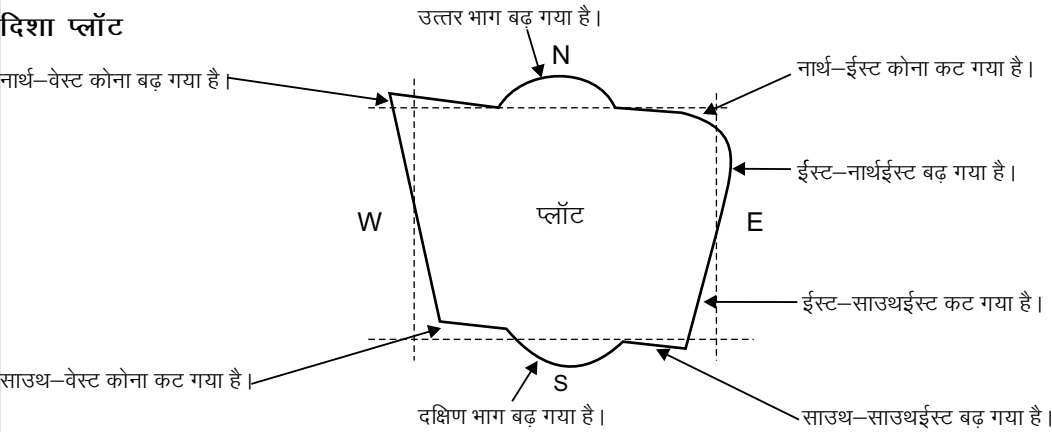 दिशा प्लॉट
उत्तर भाग बढ़ गया है।
N
नार्थ–वेस्ट कोना बढ़ गया है।
नार्थ–ईस्ट कोना कट गया है।
ईस्ट–नार्थईस्ट बढ़ गया है।
W
प्लॉट
E
ईस्ट–साउथईस्ट कट गया है।
साउथ–वेस्ट कोना कट गया है।
S
दक्षिण भाग बढ़ गया है।
साउथ–साउथईस्ट बढ़ गया है।